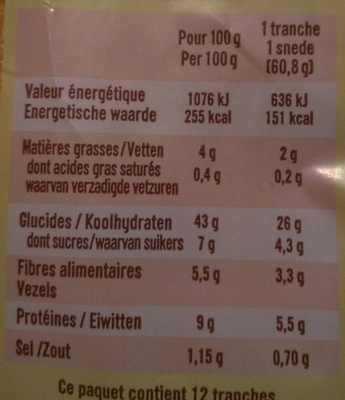 Pour 100 g 1 tranche
Per 100 g 1 snede
(60,8 g)
Valeur énergétique 1076 kJ 636 kJ
Energetische waarde 255 kcal 151 kcal
Matières grasses/Vetten 4 g 2 g
dont acides gras saturés 0,4 g 0,2 g
waarvan verzadigde vetzuren
Glucides / Koolhydraten 43 g 26 g
dont sucres/waarvan suikers 7 g 4,3 g
Fibres alimentaires 5,5 g 3,3 g
Vezels
Protéines / Eiwitten 9 g 5,5 g
Sel /Zout 1,15 g 0,70 g
Ce paquet contient 12 tranches